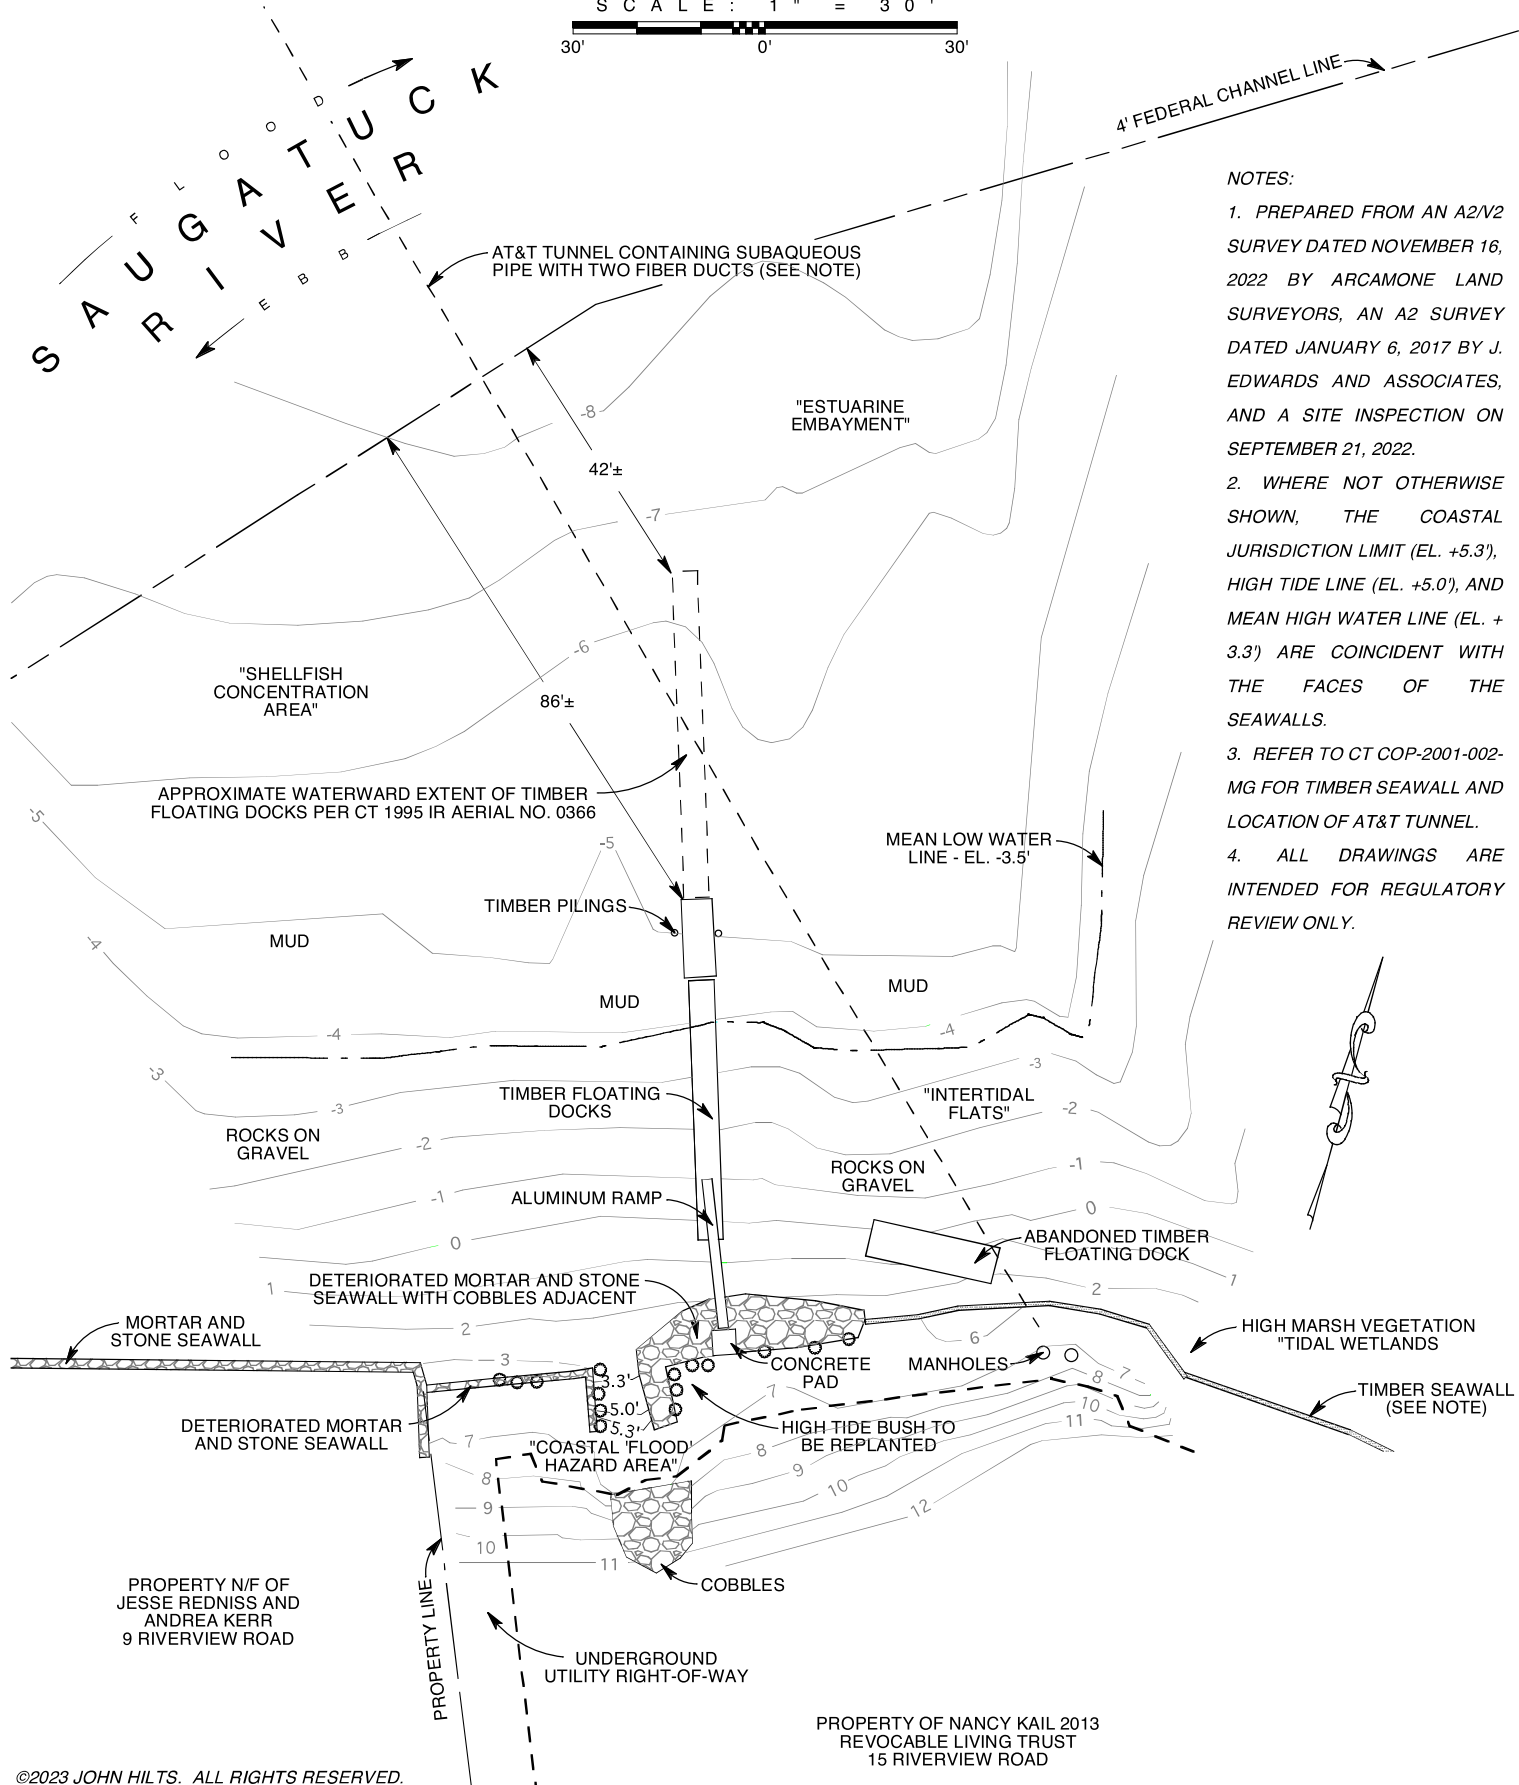 SCALE: 1" = 30'
30' 0' 30'
4' FEDERAL CHANNEL LINE
FLOOD
SAUGATUCK
RIVER
EBB
AT&T TUNNEL CONTAINING SUBAQUEOUS
PIPE WITH TWO FIBER DUCTS (SEE NOTE)
NOTES:
1. PREPARED FROM AN A2/V2
SURVEY DATED NOVEMBER 16,
2022 BY ARCAMONE LAND
SURVEYORS, AN A2 SURVEY
DATED JANUARY 6, 2017 BY J.
EDWARDS AND ASSOCIATES,
AND A SITE INSPECTION ON
SEPTEMBER 21, 2022.
2. WHERE NOT OTHERWISE
SHOWN, THE COASTAL
JURISDICTION LIMIT (EL. +5.3'),
HIGH TIDE LINE (EL. +5.0'), AND
MEAN HIGH WATER LINE (EL. +
3.3') ARE COINCIDENT WITH
THE FACES OF THE
SEAWALLS.
3. REFER TO CT COP-2001-002-
MG FOR TIMBER SEAWALL AND
LOCATION OF AT&T TUNNEL.
4. ALL DRAWINGS ARE
INTENDED FOR REGULATORY
REVIEW ONLY.
-8
"ESTUARINE
EMBAYMENT"
42'±
-7
-6
"SHELLFISH
CONCENTRATION
AREA"
86'±
APPROXIMATE WATERWARD EXTENT OF TIMBER
FLOATING DOCKS PER CT 1995 IR AERIAL NO. 0366
-5
-5
MEAN LOW WATER
LINE - EL. -3.5'
TIMBER PILINGS
-4
MUD
MUD
MUD
-4
-4
-3
-3
-3
TIMBER FLOATING
DOCKS
"INTERTIDAL
FLATS"
-2
ROCKS ON
GRAVEL
-2
ROCKS ON
GRAVEL
-1
-1
ALUMINUM RAMP
0
0
ABANDONED TIMBER
FLOATING DOCK
1
1
DETERIORATED MORTAR AND STONE
SEAWALL WITH COBBLES ADJACENT
2
2
MORTAR AND
STONE SEAWALL
6
HIGH MARSH VEGETATION
"TIDAL WETLANDS
3
CONCRETE
PAD
MANHOLES
7
8
3.3'
5.0'
5.3'
7
10
11
TIMBER SEAWALL
(SEE NOTE)
DETERIORATED MORTAR
AND STONE SEAWALL
HIGH TIDE BUSH TO
BE REPLANTED
7
"COASTAL 'FLOOD'
HAZARD AREA"
8
8
9
9
10
12
10
11
COBBLES
PROPERTY N/F OF
JESSE REDNISS AND
ANDREA KERR
9 RIVERVIEW ROAD
PROPERTY LINE
UNDERGROUND
UTILITY RIGHT-OF-WAY
PROPERTY OF NANCY KAIL 2013
REVOCABLE LIVING TRUST
15 RIVERVIEW ROAD
©2023 JOHN HILTS. ALL RIGHTS RESERVED.